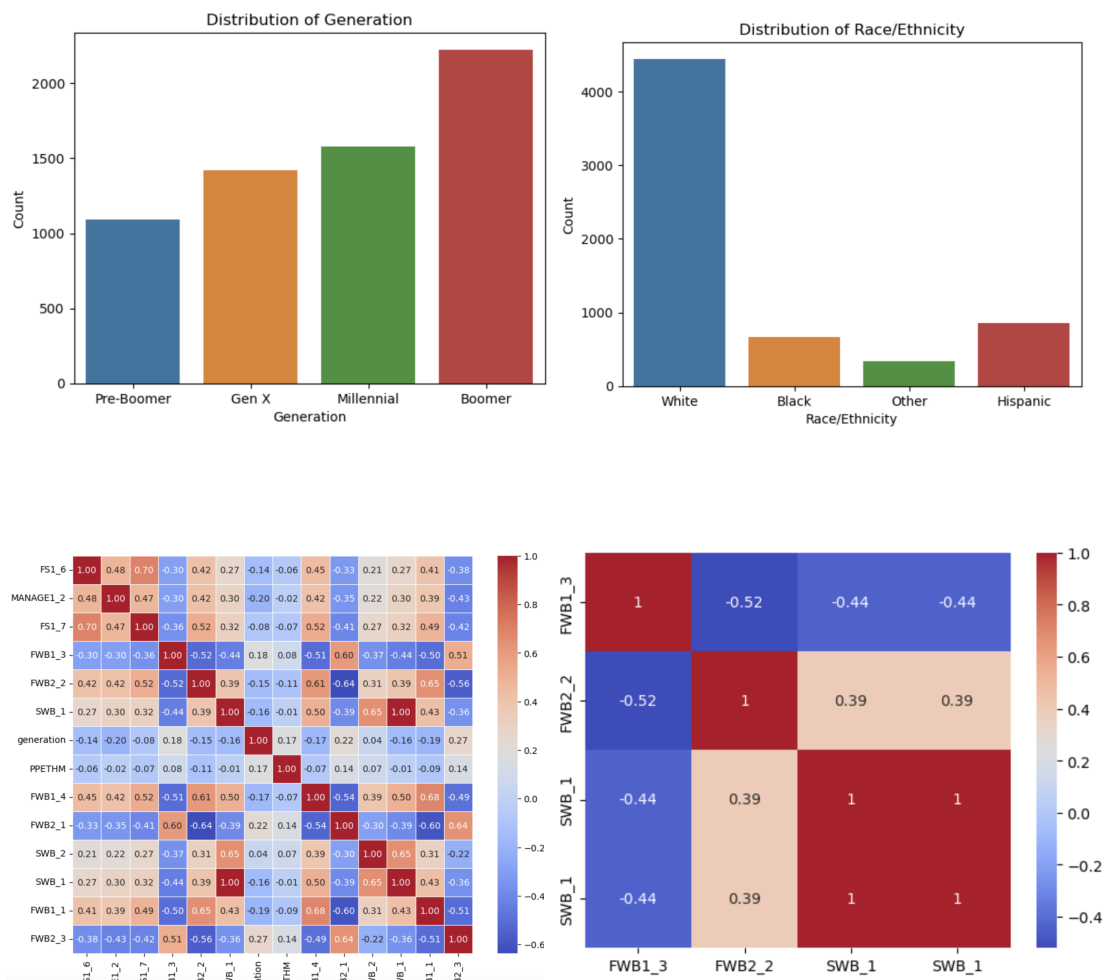 Distribution of Generation
2000
1500
1000
500
0
Count
Pre-Boomer Gen X Millennial Boomer
Generation
Distribution of Race/Ethnicity
4000
3000
2000
1000
0
Count
White Black Other Hispanic
Race/Ethnicity
FS1_6 1.00 0.48 0.70 -0.30 0.42 0.27 -0.14 -0.06 0.45 -0.33 0.21 0.27 0.41 -0.38
MANAGE1_2 0.48 1.00 0.47 -0.30 0.42 0.30 -0.20 -0.02 0.42 -0.35 0.22 0.30 0.39 -0.43
FS1_7 0.70 0.47 1.00 -0.36 0.52 0.32 -0.08 -0.07 0.52 -0.41 0.27 0.32 0.49 -0.42
FWB1_3 -0.30 -0.30 -0.36 1.00 -0.52 -0.44 0.18 0.08 -0.51 0.60 -0.37 -0.44 -0.50 0.51
FWB2_2 0.42 0.42 0.52 -0.52 1.00 0.39 -0.15 -0.11 0.61 -0.64 0.31 0.39 0.65 -0.56
SWB_1 0.27 0.30 0.32 -0.44 0.39 1.00 -0.16 -0.01 0.50 -0.39 0.65 1.00 0.43 -0.36
generation -0.14 -0.20 -0.08 0.18 -0.15 -0.16 1.00 0.17 -0.17 0.22 0.04 -0.16 -0.19 0.27
PPETHM -0.06 -0.02 -0.07 0.08 -0.11 -0.01 0.17 1.00 -0.07 0.14 0.07 -0.01 -0.09 0.14
FWB1_4 0.45 0.42 0.52 -0.51 0.61 0.50 -0.17 -0.07 1.00 -0.54 0.39 0.50 0.68 -0.49
FWB2_1 -0.33 -0.35 -0.41 0.60 -0.64 -0.39 0.22 0.14 -0.54 1.00 -0.30 -0.39 -0.60 0.64
SWB_2 0.21 0.22 0.27 -0.37 0.31 0.65 0.04 0.07 0.39 -0.30 1.00 0.65 0.31 -0.22
SWB_1 0.27 0.30 0.32 -0.44 0.39 1.00 -0.16 -0.01 0.50 -0.39 0.65 1.00 0.43 -0.36
FWB1_1 0.41 0.39 0.49 -0.50 0.65 0.43 -0.19 -0.09 0.68 -0.60 0.31 0.43 1.00 -0.51
FWB2_3 -0.38 -0.43 -0.42 0.51 -0.56 -0.36 0.27 0.14 -0.49 0.64 -0.22 -0.36 -0.51 1.00
1.0
0.8
0.6
0.4
0.2
0.0
−0.2
−0.4
−0.6
FWB1_3 1 -0.52 -0.44 -0.44
FWB2_2 -0.52 1 0.39 0.39
SWB_1 -0.44 0.39 1 1
SWB_1 -0.44 0.39 1 1
FWB1_3 FWB2_2 SWB_1 SWB_1
1.0
0.8
0.6
0.4
0.2
0.0
−0.2
−0.4